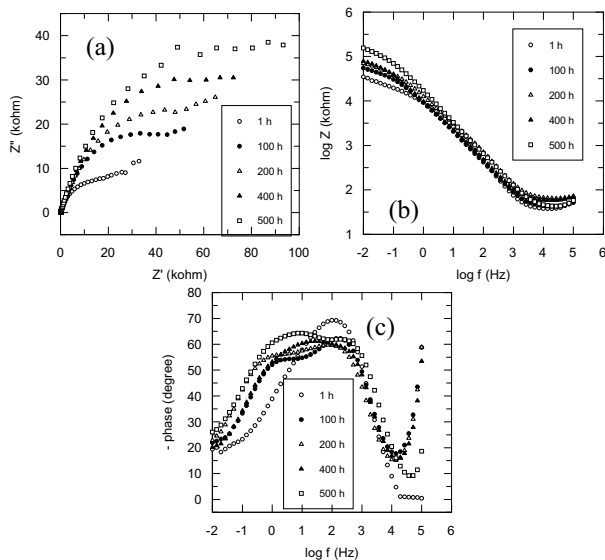 (a)
Z'' (kohm)
40
30
20
10
0
1 h
100 h
200 h
400 h
500 h
0 20 40 60 80 100
Z' (kohm)
(b)
log Z (kohm)
6
5
4
3
2
1
1 h
100 h
200 h
400 h
500 h
-2 -1 0 1 2 3 4 5 6
log f (Hz)
(c)
- phase (degree)
80
70
60
50
40
30
20
10
0
1 h
100 h
200 h
400 h
500 h
-2 -1 0 1 2 3 4 5 6
log f (Hz)